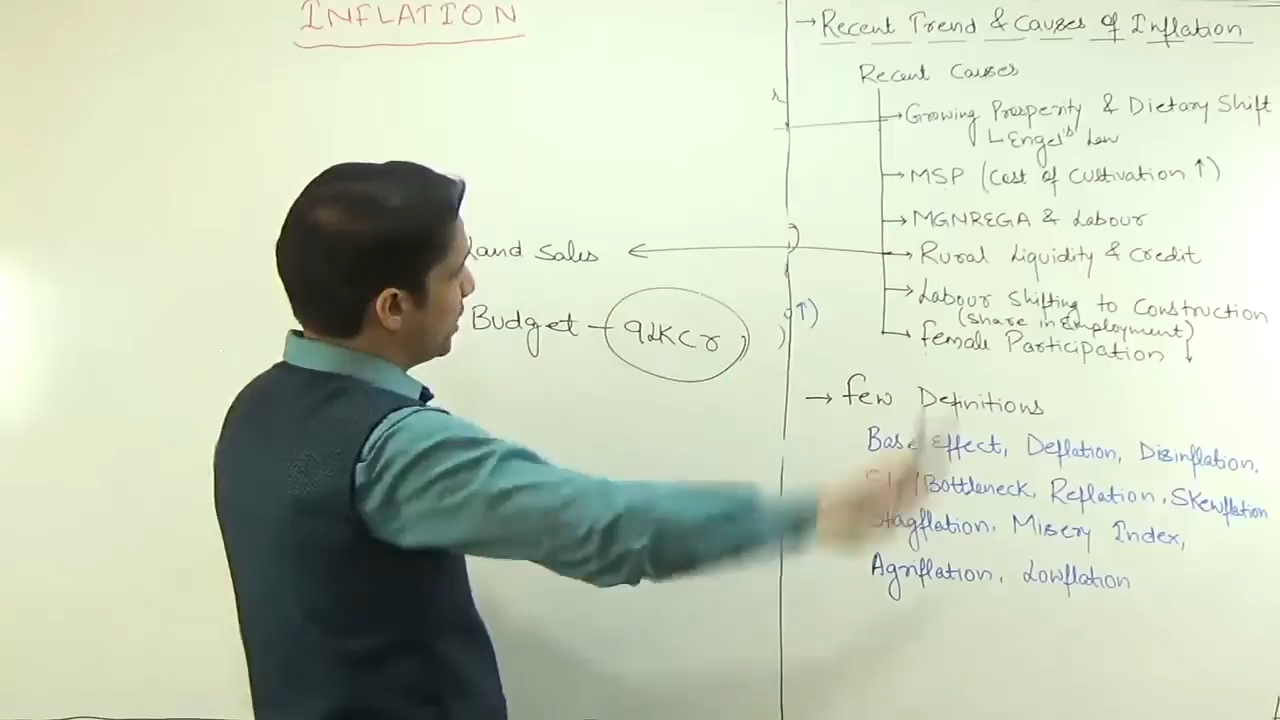 INFLATION
Land Sales
Budget - 92K Cr
→ Recent Trend & Causes of Inflation
Recent Causes
→ Growing Prosperity & Dietary Shift
Engel's Law
→ MSP (Cost of Cultivation ↑)
→ MGNREGA & Labour
→ Rural Liquidity & Credit
→ Labour Shifting to Construction
(Share in Employment)
→ Female Participation ↓
→ Few Definitions
Base Effect, Deflation, Disinflation,
/Bottleneck, Reflation, Skewflation
Stagflation, Misery Index,
Agriflation, Lowflation